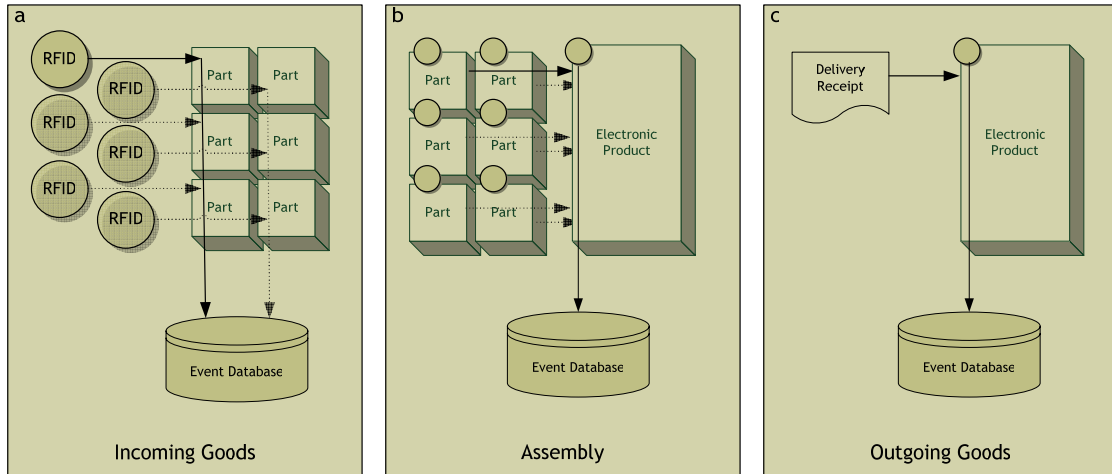 a
RFID
RFID
RFID
RFID
RFID
RFID
Part
Part
Part
Part
Part
Part
Event Database
Incoming Goods
b
Part
Part
Part
Part
Part
Part
Electronic
Product
Event Database
Assembly
c
Delivery
Receipt
Electronic
Product
Event Database
Outgoing Goods